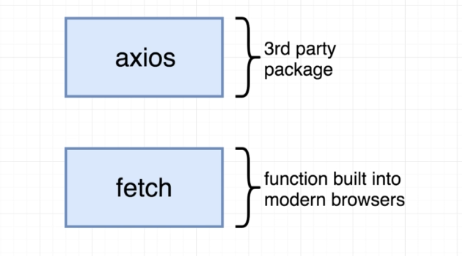 axios
3rd party
package
fetch
function built into
modern browsers